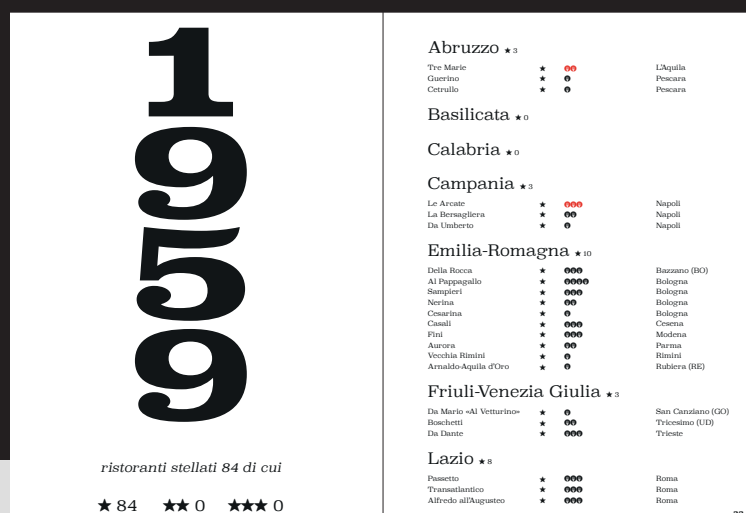 1
9
5
9
ristoranti stellati 84 di cui
★ 84 ★★ 0 ★★★ 0
Abruzzo ★ 3
Tre Marie ★ L'Aquila
Guerino ★ Pescara
Cetrullo ★ Pescara
Basilicata ★ 0
Calabria ★ 0
Campania ★ 3
Le Arcate ★ Napoli
La Bersagliera ★ Napoli
Da Umberto ★ Napoli
Emilia-Romagna ★ 10
Della Rocca ★ Bazzano (BO)
Al Pappagallo ★ Bologna
Sampieri ★ Bologna
Nerina ★ Bologna
Cesarina ★ Bologna
Casali ★ Cesena
Fini ★ Modena
Aurora ★ Parma
Vecchia Rimini ★ Rimini
Arnaldo-Aquila d'Oro ★ Rubiera (RE)
Friuli-Venezia Giulia ★ 3
Da Mario «Al Vetturino» ★ San Canziano (GO)
Boschetti ★ Tricesimo (UD)
Da Dante ★ Trieste
Lazio ★ 8
Passetto ★ Roma
Transatlantico ★ Roma
Alfredo all'Augusteo ★ Roma